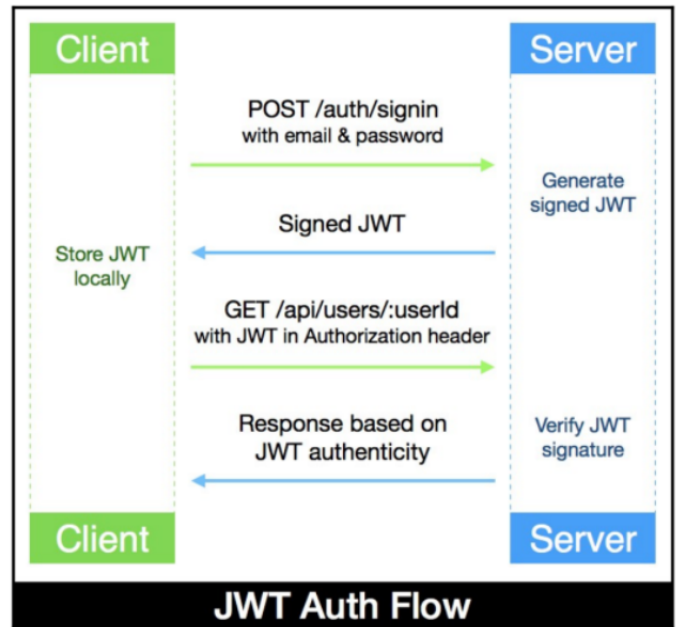 Client
Server
POST /auth/signin
with email & password
Generate
signed JWT
Signed JWT
Store JWT
locally
GET /api/users/:userId
with JWT in Authorization header
Response based on
JWT authenticity
Verify JWT
signature
Client
Server
JWT Auth Flow